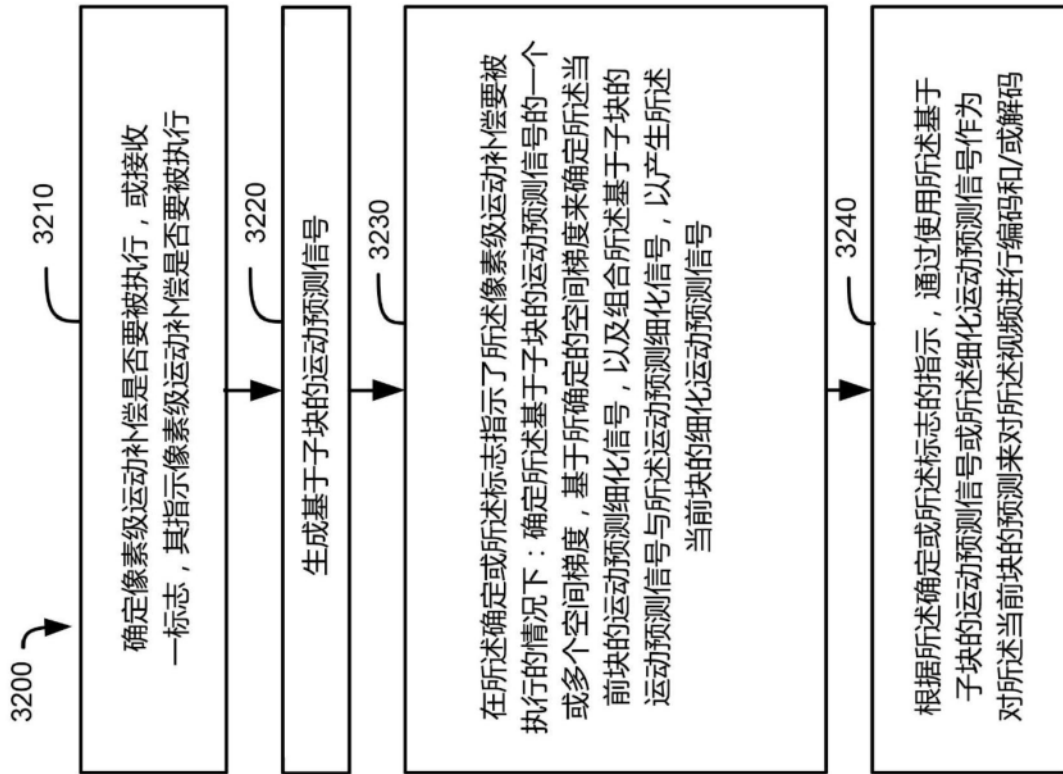 3200
3210
确定像素级运动补偿是否要被执行，或接收
一标志，其指示像素级运动补偿是否要被执行
3220
生成基于子块的运动预测信号
3230
在所述确定或所述标志指示了所述像素级运动补偿要被
执行的情况下：确定所述基于子块的运动预测信号的一个
或多个空间梯度，基于所确定的空间梯度来确定所述当
前块的运动预测细化信号，以及组合所述基于子块的
运动预测信号与所述运动预测细化信号，以产生所述
当前块的细化运动预测信号
3240
根据所述确定或所述标志的指示，通过使用所述基于
子块的运动预测信号或所述细化运动预测信号作为
对所述当前块的预测来对所述视频进行编码和/或解码